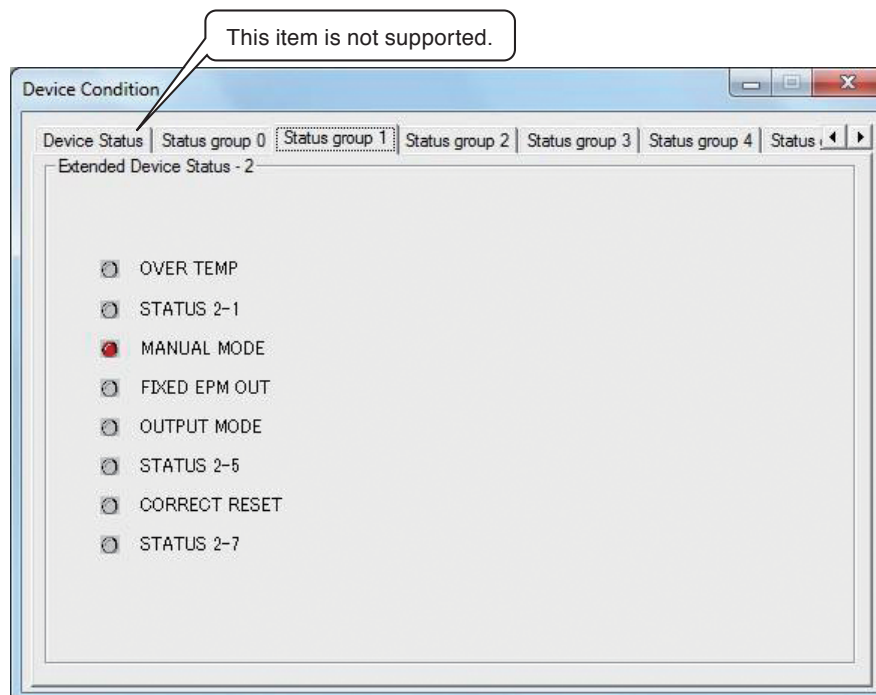 This item is not supported.
Device Condition
Device Status Status group 0 Status group 1 Status group 2 Status group 3 Status group 4 Status
Extended Device Status - 2
OVER TEMP
STATUS 2-1
MANUAL MODE
FIXED EPM OUT
OUTPUT MODE
STATUS 2-5
CORRECT RESET
STATUS 2-7